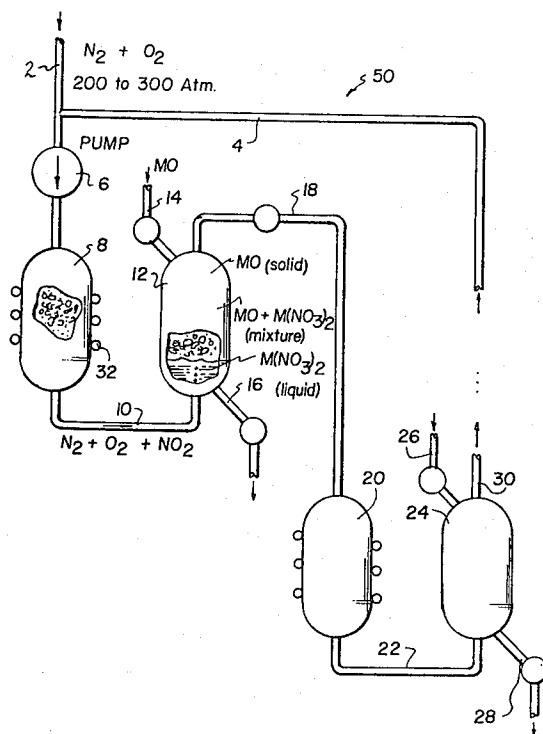 N₂ + O₂
2
200 to 300 Atm.
50
4
PUMP
6
MO
14
18
8
12
MO (solid)
MO + M(NO₃)₂
(mixture)
M(NO₃)₂
(liquid)
32
16
10
N₂ + O₂ + NO₂
26
30
20
24
22
28